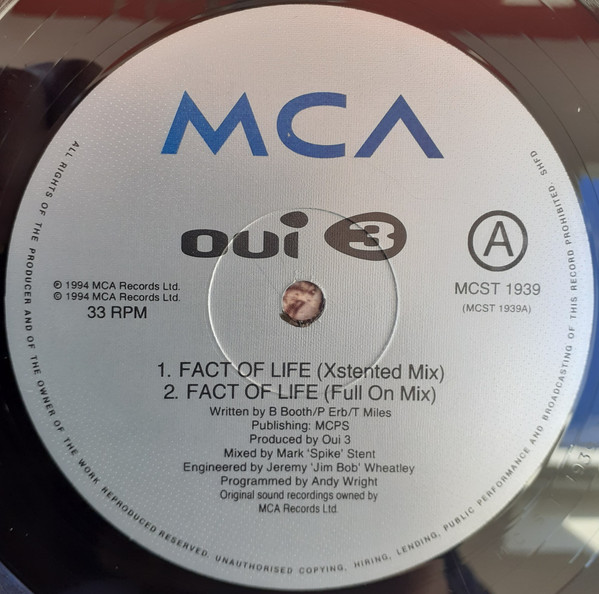 MCA
oui 3
A
MCST 1939
(MCST 1939A)
℗ 1994 MCA Records Ltd.
© 1994 MCA Records Ltd.
33 RPM
1. FACT OF LIFE (Xstented Mix)
2. FACT OF LIFE (Full On Mix)
Written by B Booth/P Erb/T Miles
Publishing: MCPS
Produced by Oui 3
Mixed by Mark 'Spike' Stent
Engineered by Jeremy 'Jim Bob' Wheatley
Programmed by Andy Wright
Original sound recordings owned by
MCA Records Ltd.
ALL RIGHTS OF THE PRODUCER AND OF THE OWNER OF THE WORK REPRODUCED RESERVED. UNAUTHORISED COPYING, HIRING, LENDING, PUBLIC PERFORMANCE AND BROADCASTING OF THIS RECORD PROHIBITED. SHFD